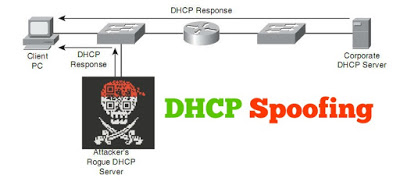 DHCP Response
Client
PC
DHCP
Response
Corporate
DHCP Server
DHCP Spoofing
Attacker's
Rogue DHCP
Server